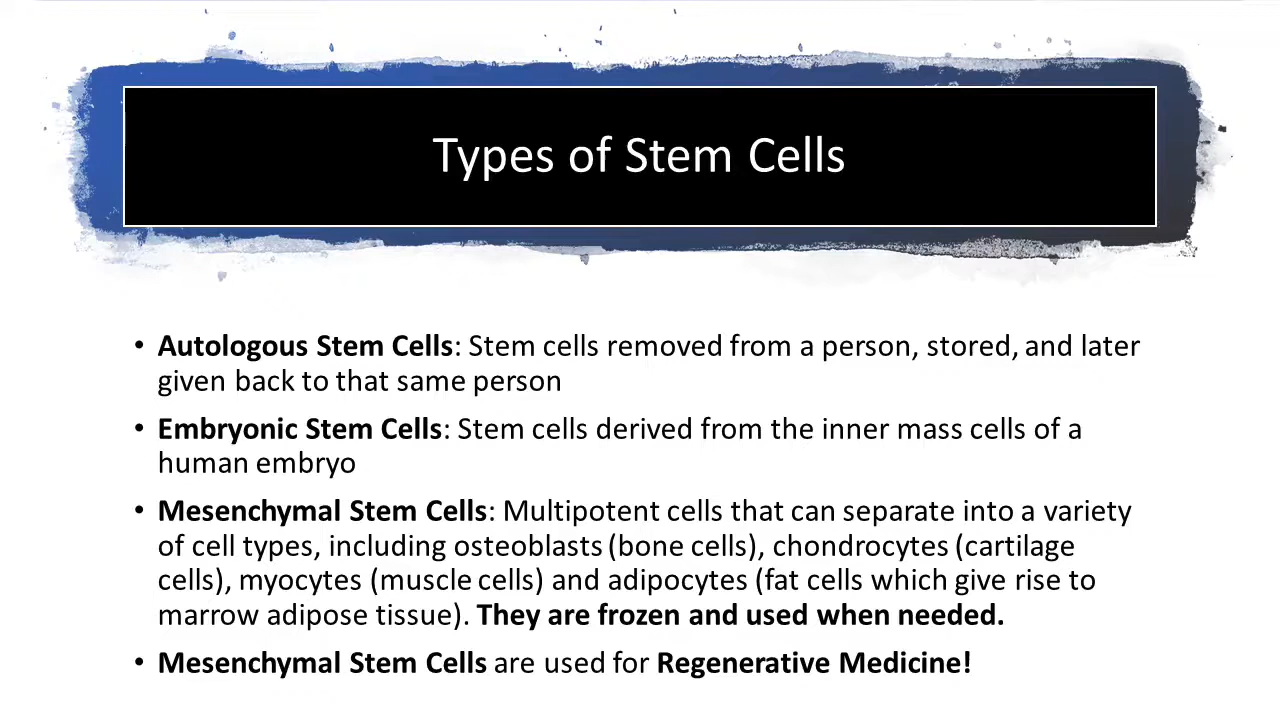 Types of Stem Cells
• Autologous Stem Cells: Stem cells removed from a person, stored, and later
given back to that same person
• Embryonic Stem Cells: Stem cells derived from the inner mass cells of a
human embryo
• Mesenchymal Stem Cells: Multipotent cells that can separate into a variety
of cell types, including osteoblasts (bone cells), chondrocytes (cartilage
cells), myocytes (muscle cells) and adipocytes (fat cells which give rise to
marrow adipose tissue). They are frozen and used when needed.
• Mesenchymal Stem Cells are used for Regenerative Medicine!